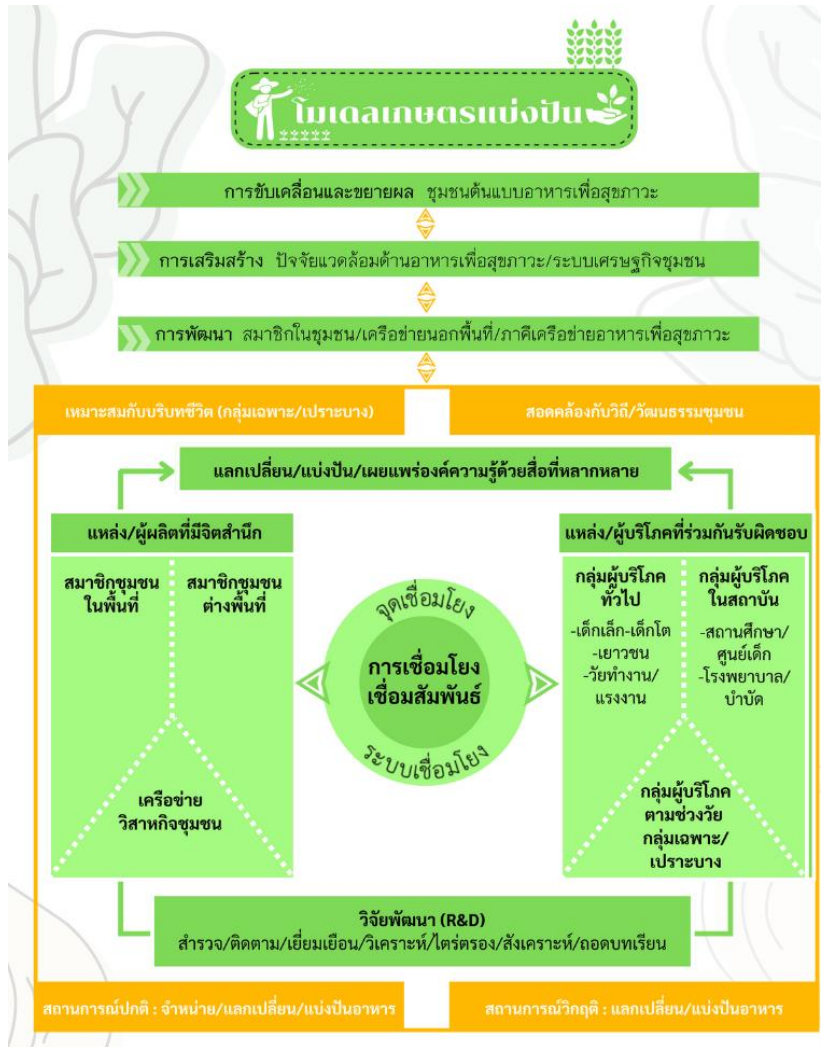 โมเดลเกษตรแบ่งปัน
การขับเคลื่อนและขยายผล ชุมชนต้นแบบอาหารเพื่อสุขภาวะ
การเสริมสร้าง ปัจจัยแวดล้อมด้านอาหารเพื่อสุขภาวะ/ระบบเศรษฐกิจชุมชน
การพัฒนา สมาชิกในชุมชน/เครือข่ายนอกพื้นที่/ภาคีเครือข่ายอาหารเพื่อสุขภาวะ
เหมาะสมกับบริบทชีวิต (กลุ่มเฉพาะ/เปราะบาง)
สอดคล้องกับวิถี/วัฒนธรรมชุมชน
แลกเปลี่ยน/แบ่งปัน/เผยแพร่องค์ความรู้ด้วยสื่อที่หลากหลาย
แหล่ง/ผู้ผลิตที่มีจิตสำนึก
สมาชิกชุมชน
ในพื้นที่
สมาชิกชุมชน
ต่างพื้นที่
เครือข่าย
วิสาหกิจชุมชน
จุดเชื่อมโยง
การเชื่อมโยง
เชื่อมสัมพันธ์
ระบบเชื่อมโยง
แหล่ง/ผู้บริโภคที่ร่วมกันรับผิดชอบ
กลุ่มผู้บริโภค
ทั่วไป
-เด็กเล็ก-เด็กโต
-เยาวชน
-วัยทำงาน/
แรงงาน
กลุ่มผู้บริโภค
ในสถาบัน
-สถานศึกษา/
ศูนย์เด็ก
-โรงพยาบาล/
บำบัด
กลุ่มผู้บริโภค
ตามช่วงวัย
กลุ่มเฉพาะ/
เปราะบาง
วิจัยพัฒนา (R&D)
สำรวจ/ติดตาม/เยี่ยมเยือน/วิเคราะห์/ไตร่ตรอง/สังเคราะห์/ถอดบทเรียน
สถานการณ์ปกติ : จำหน่าย/แลกเปลี่ยน/แบ่งปันอาหาร
สถานการณ์วิกฤติ : แลกเปลี่ยน/แบ่งปันอาหาร